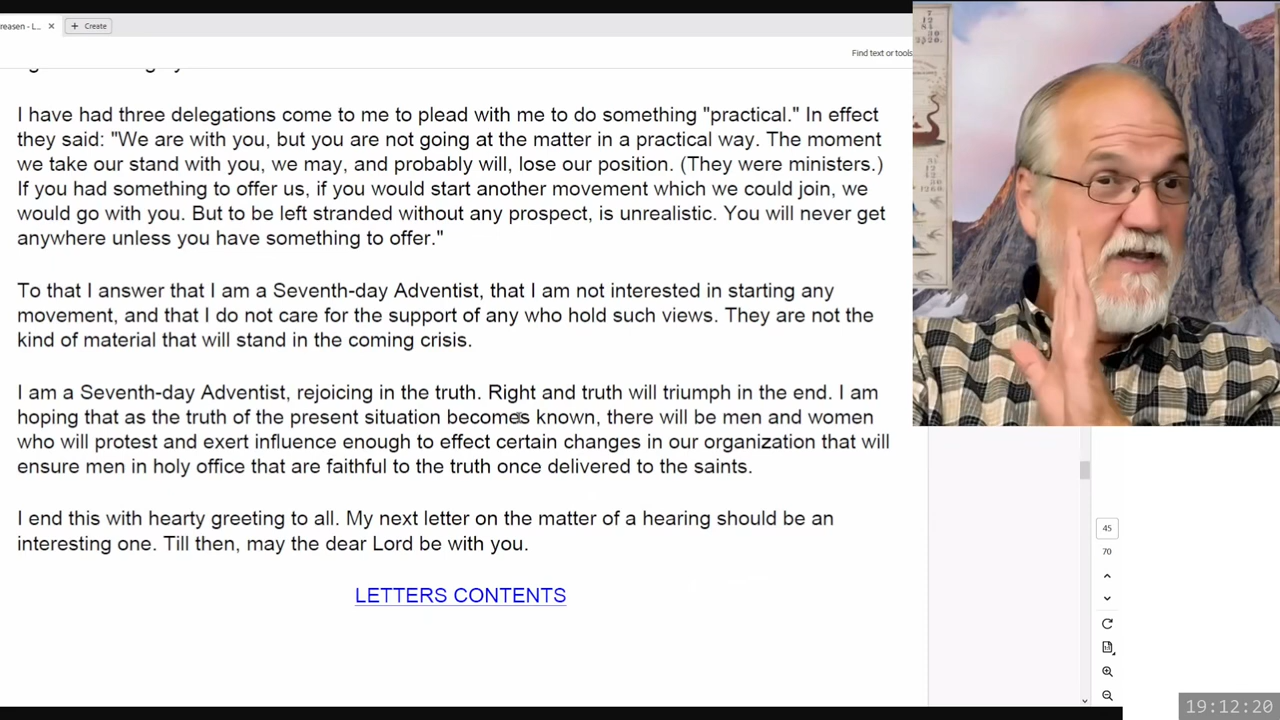 reasen - L... × + Create
Find text or tools
I have had three delegations come to me to plead with me to do something "practical." In effect
they said: "We are with you, but you are not going at the matter in a practical way. The moment
we take our stand with you, we may, and probably will, lose our position. (They were ministers.)
If you had something to offer us, if you would start another movement which we could join, we
would go with you. But to be left stranded without any prospect, is unrealistic. You will never get
anywhere unless you have something to offer."
To that I answer that I am a Seventh-day Adventist, that I am not interested in starting any
movement, and that I do not care for the support of any who hold such views. They are not the
kind of material that will stand in the coming crisis.
I am a Seventh-day Adventist, rejoicing in the truth. Right and truth will triumph in the end. I am
hoping that as the truth of the present situation becomes known, there will be men and women
who will protest and exert influence enough to effect certain changes in our organization that will
ensure men in holy office that are faithful to the truth once delivered to the saints.
I end this with hearty greeting to all. My next letter on the matter of a hearing should be an
interesting one. Till then, may the dear Lord be with you.
LETTERS CONTENTS
45
70
19:12:20